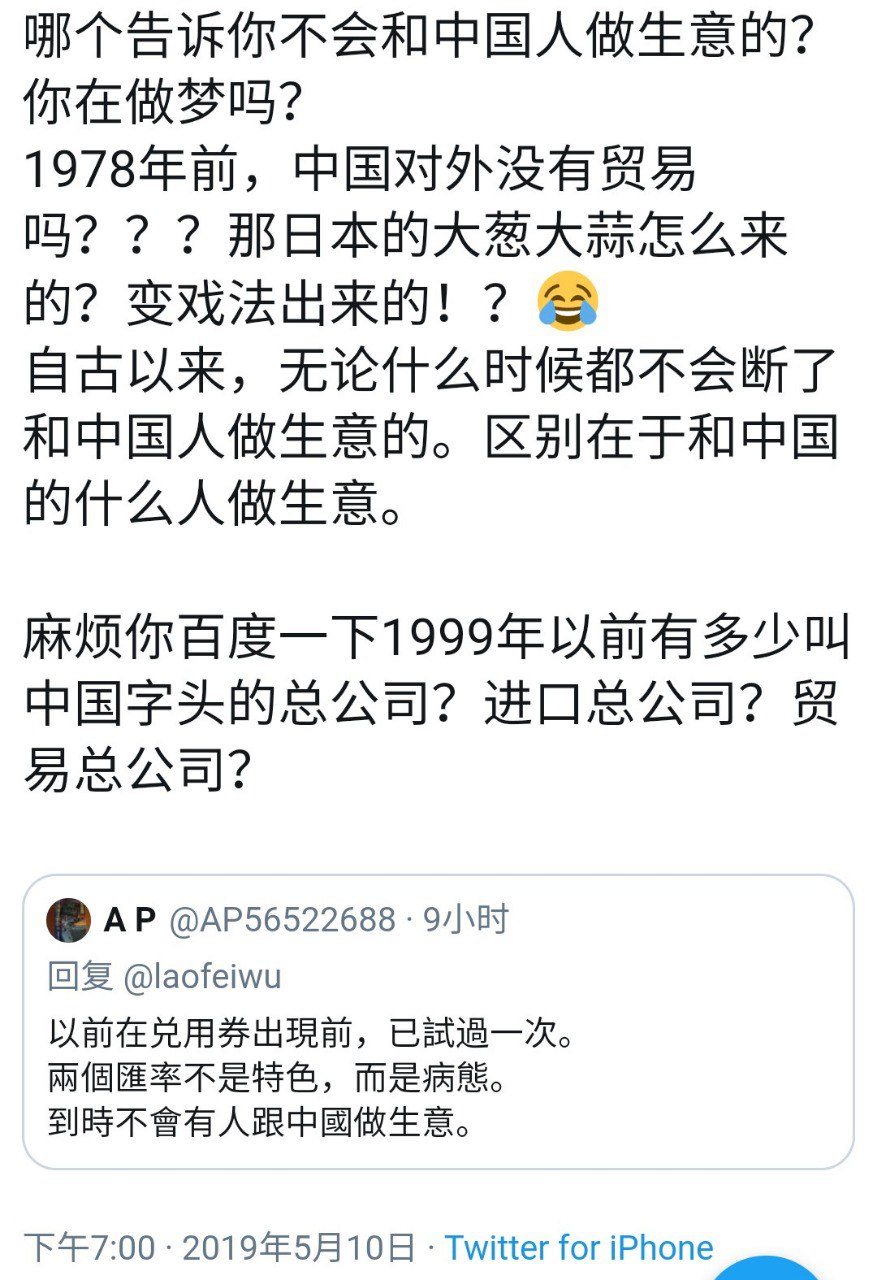 哪个告诉你不会和中国人做生意的？
你在做梦吗？
1978年前，中国对外没有贸易
吗？？？那日本的大葱大蒜怎么来
的？变戏法出来的！？😂
自古以来，无论什么时候都不会断了
和中国人做生意的。区别在于和中国
的什么人做生意。
麻烦你百度一下1999年以前有多少叫
中国字头的总公司？进口总公司？贸
易总公司？
A P @AP56522688 · 9小时
回复 @laofeiwu
以前在兑用券出現前，已試過一次。
兩個匯率不是特色，而是病態。
到時不會有人跟中國做生意。
下午7:00 · 2019年5月10日 · Twitter for iPhone